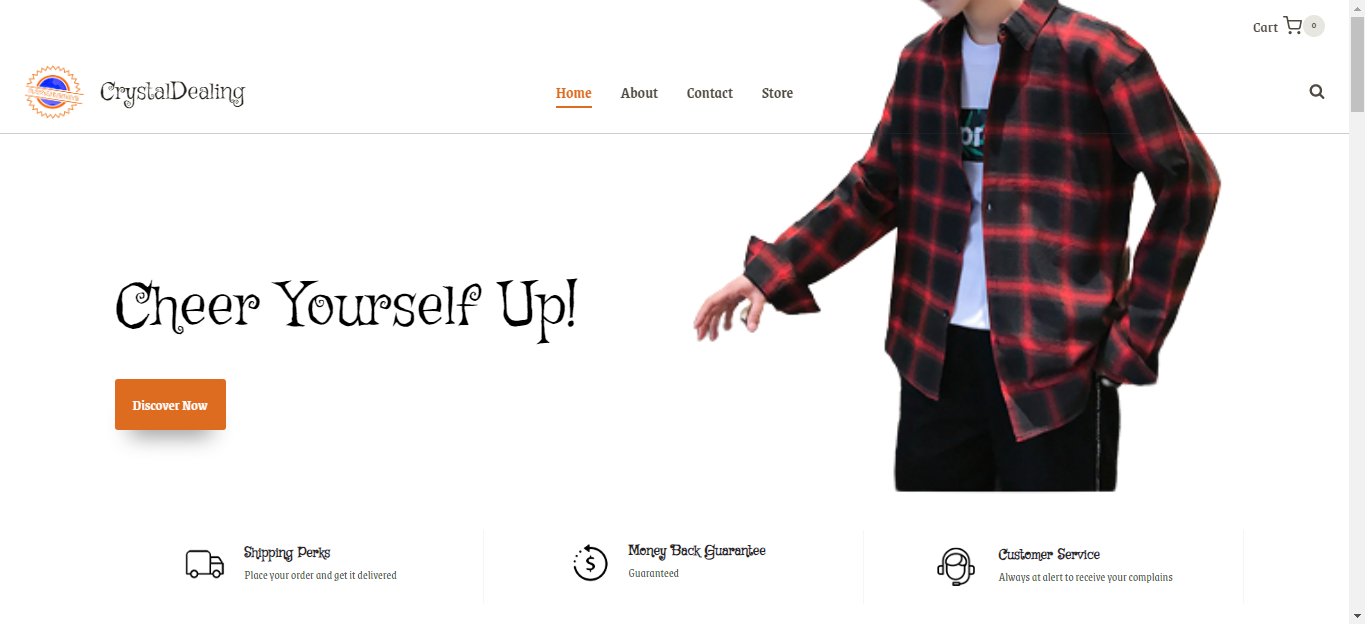 Cart 0
CrystalDealing
Home About Contact Store
Cheer Yourself Up!
Discover Now
Shipping Perks
Place your order and get it delivered
Money Back Guarantee
Guaranteed
Customer Service
Always at alert to receive your complains